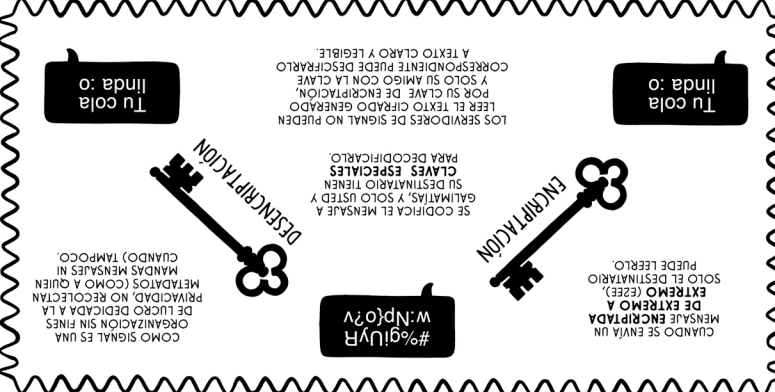 CUANDO SE ENVÍA UN
MENSAJE ENCRIPTADA
DE EXTREMO A
EXTREMO (E2EE),
SOLO EL DESTINATARIO
PUEDE LEERLO.
#%giUyR
w:Np{o?v
COMO SIGNAL ES UNA
ORGANIZACIÓN SIN FINES
DE LUCRO DEDICADA A LA
PRIVACIDAD, NO RECOLECTAN
METADATOS (COMO A QUIEN
MANDAS MENSAJES NI
CUANDO) TAMPOCO.
ENCRIPTACIÓN
SE CODIFICA EL MENSAJE A
GALIMATÍAS, Y SOLO USTED Y
SU DESTINATARIO TIENEN
CLAVES ESPECIALES
PARA DECODIFICARLO.
DESENCRIPTACIÓN
Tu cola
linda :o
LOS SERVIDORES DE SIGNAL NO PUEDEN
LEER EL TEXTO CIFRADO GENERADO
POR SU CLAVE DE ENCRIPTACIÓN,
Y SOLO SU AMIGO CON LA CLAVE
CORRESPONDIENTE PUEDE DESCIFRARLO
A TEXTO CLARO Y LEGIBLE.
Tu cola
linda :o